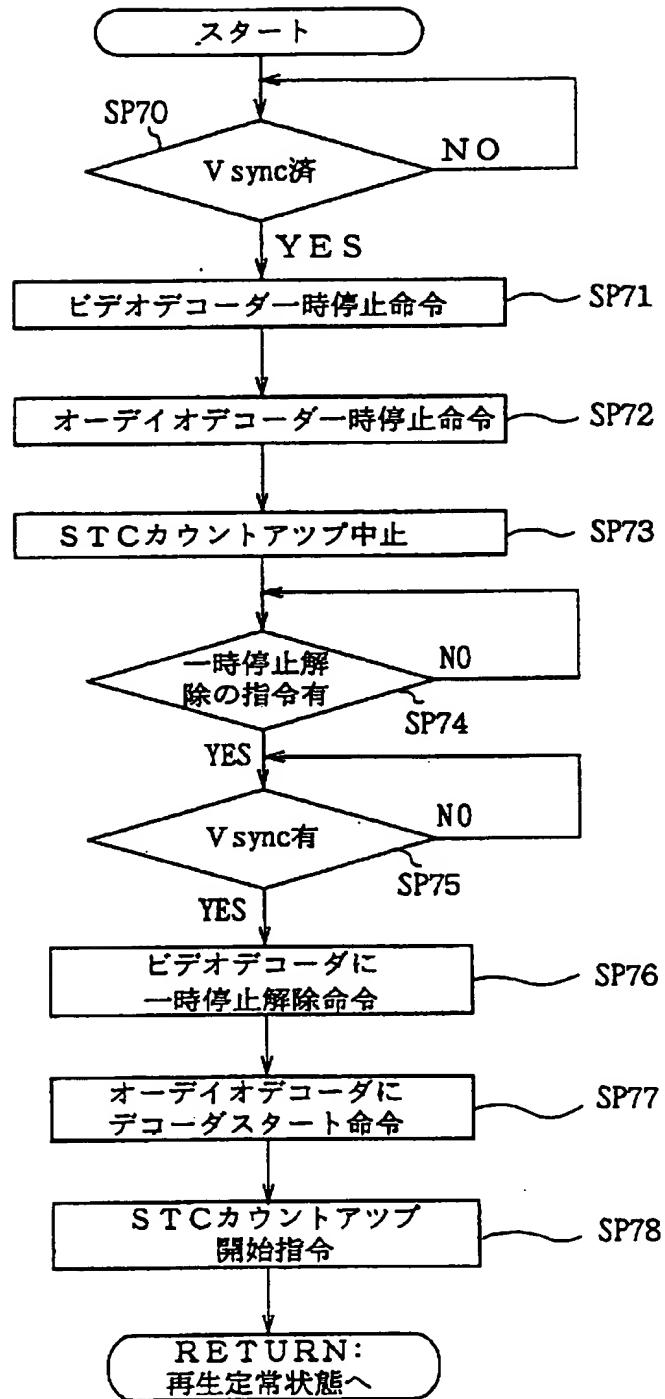 スタート
SP70
V sync済
NO
YES
ビデオデコーダ一時停止命令
SP71
オーデイオデコーダ一時停止命令
SP72
STCカウントアツプ中止
SP73
一時停止解
除の指令有
NO
SP74
YES
V sync有
NO
SP75
YES
ビデオデコーダに
一時停止解除命令
SP76
オーデイオデコーダに
デコーダスタート命令
SP77
STCカウントアツプ
開始指令
SP78
RETURN:
再生定常状態へ